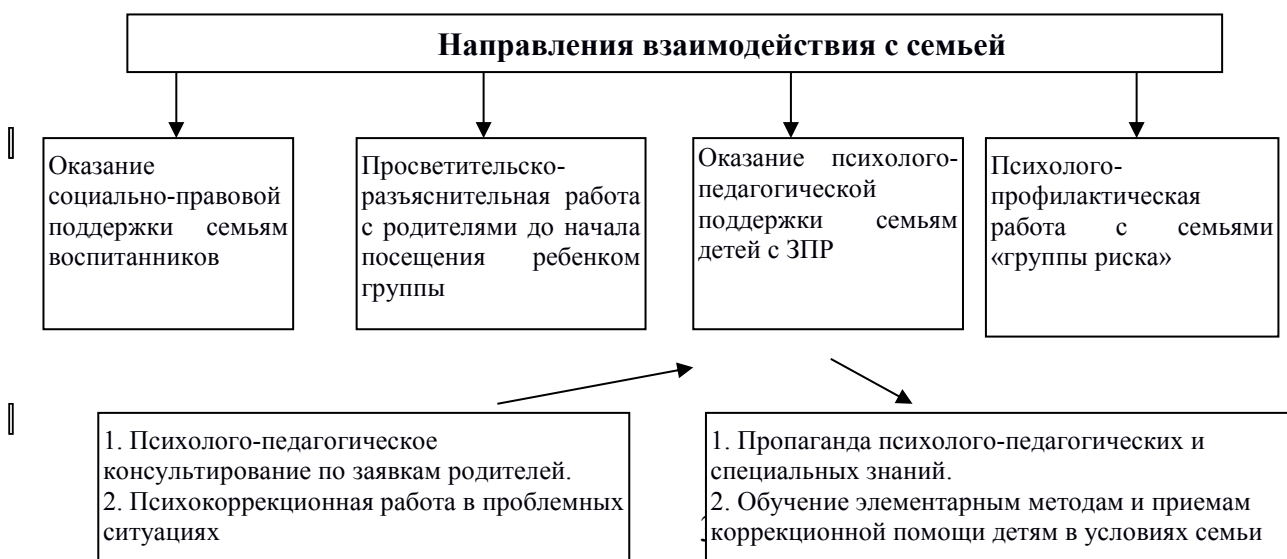 Направления взаимодействия с семьей
Оказание
социально-правовой
поддержки семьям
воспитанников
Просветительско-
разъяснительная работа
с родителями до начала
посещения ребенком
группы
Оказание психолого-
педагогической
поддержки семьям
детей с ЗПР
Психолого-
профилактическая
работа с семьями
«группы риска»
1. Психолого-педагогическое
консультирование по заявкам родителей.
2. Психокоррекционная работа в проблемных
ситуациях
1. Пропаганда психолого-педагогических и
специальных знаний.
2. Обучение элементарным методам и приемам
коррекционной помощи детям в условиях семьи